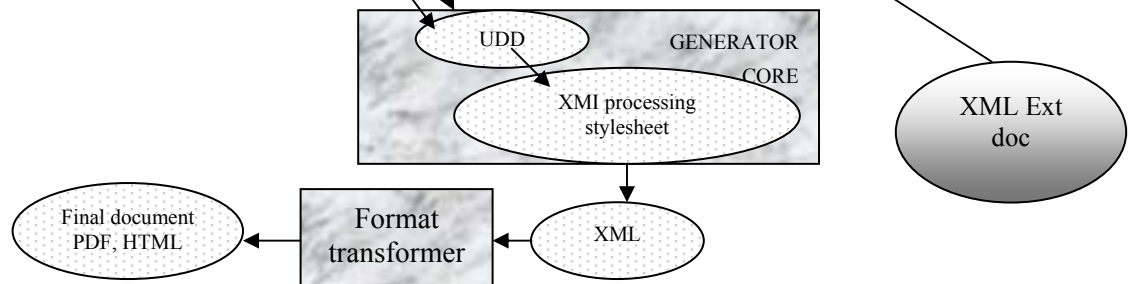 UDD
GENERATOR
CORE
XMI processing
stylesheet
XML Ext
doc
Final document
PDF, HTML
Format
transformer
XML